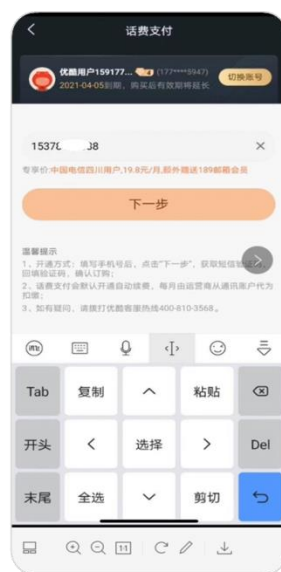 话费支付
优酷用户159177... (177****5947)
切换账号
2021-04-05到期，购买后有效期将延长
专享价:中国电信四川用户,19.8元/月,额外赠送189邮箱会员
下一步
温馨提示
1、开通方式：填写手机号后，点击"下一步"，获取短信
回填验证码，确认订购；
2、话费支付会默认开通自动续费，每月由运营商从通讯账户代为
扣缴；
3、如有疑问，请拨打优酷客服热线400-810-3568。
Tab 复制 粘贴
开头 选择 Del
末尾 全选 剪切
1:1